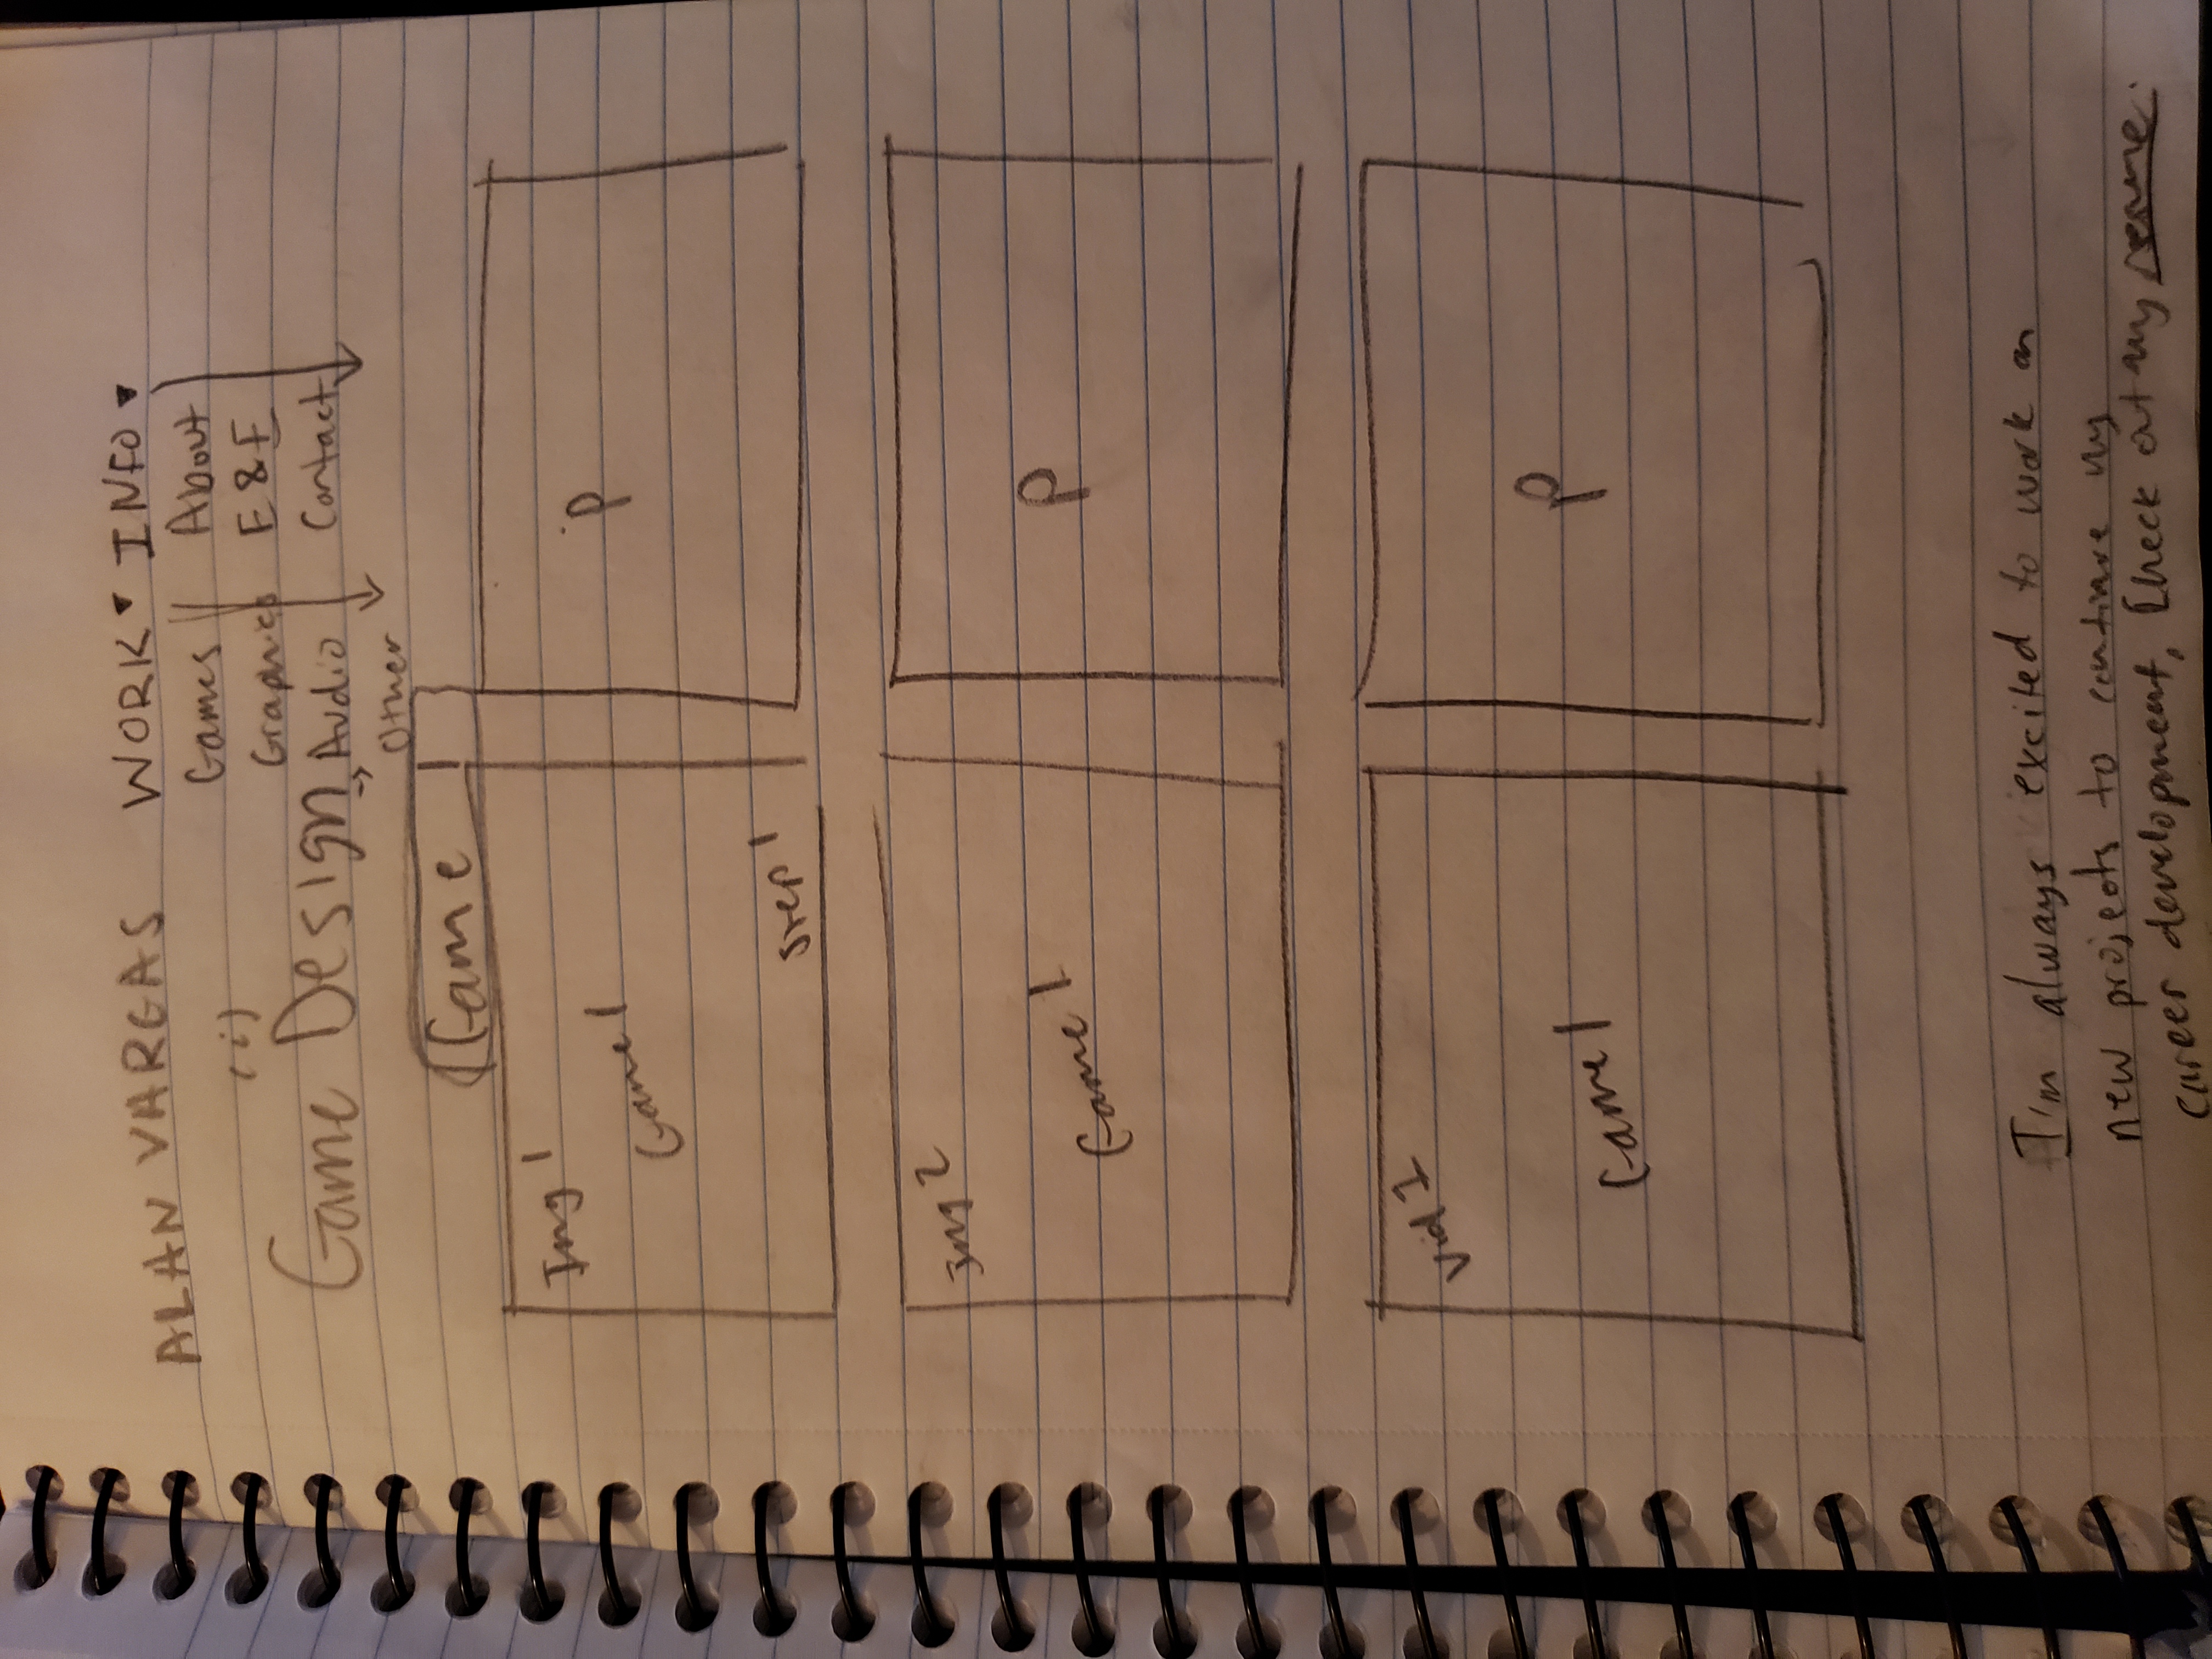 ALAN VARGAS WORK ▾ INFO ▾
Games About
Graphics E & E
Audio Contact
Other
(i)
Game Design →
Game
Img 1
Game 1
Step 1
P
Img 2
Game 1
P
Vid 1
Game 1
P
I'm always excited to work on
new projects to continue my
career development, Check out my resume.